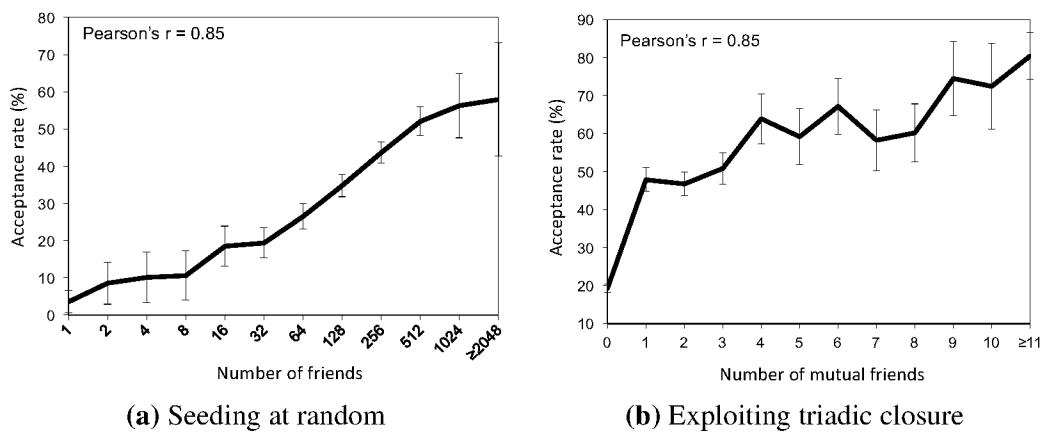 Pearson's r = 0.85
Acceptance rate (%)
80
70
60
50
40
30
20
10
0
1 2 4 8 16 32 64 128 256 512 1024 ≥2048
Number of friends
(a) Seeding at random
Pearson's r = 0.85
Acceptance rate (%)
90
80
70
60
50
40
30
20
10
0 1 2 3 4 5 6 7 8 9 10 ≥11
Number of mutual friends
(b) Exploiting triadic closure